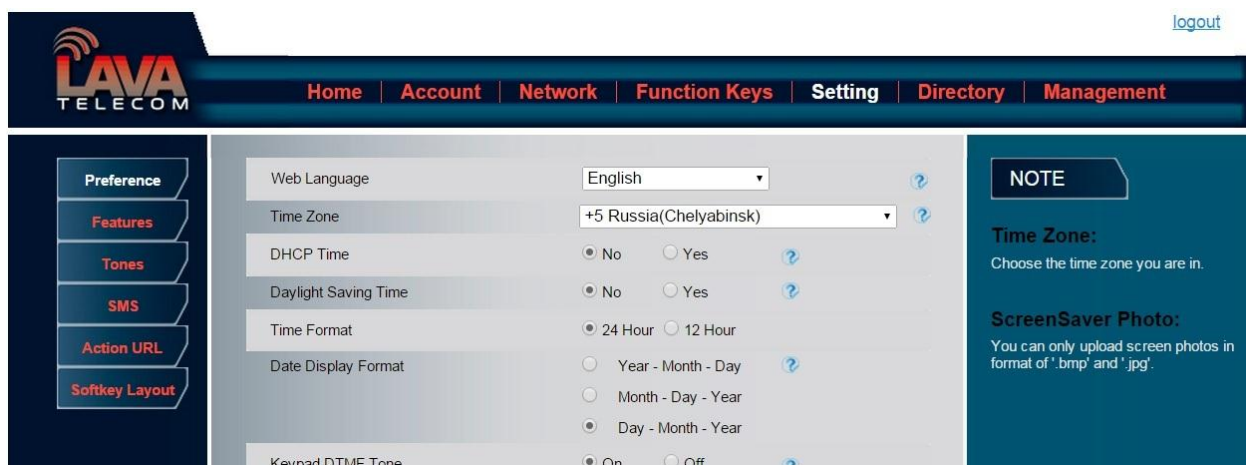 logout
LAVA
TELECOM
Home | Account | Network | Function Keys | Setting | Directory | Management
Preference
Features
Tones
SMS
Action URL
Softkey Layout
Web Language English
Time Zone +5 Russia(Chelyabinsk)
DHCP Time No Yes
Daylight Saving Time No Yes
Time Format 24 Hour 12 Hour
Date Display Format Year - Month - Day
Month - Day - Year
Day - Month - Year
Keypad DTMF Tone On Off
NOTE
Time Zone:
Choose the time zone you are in.
ScreenSaver Photo:
You can only upload screen photos in
format of '.bmp' and '.jpg'.